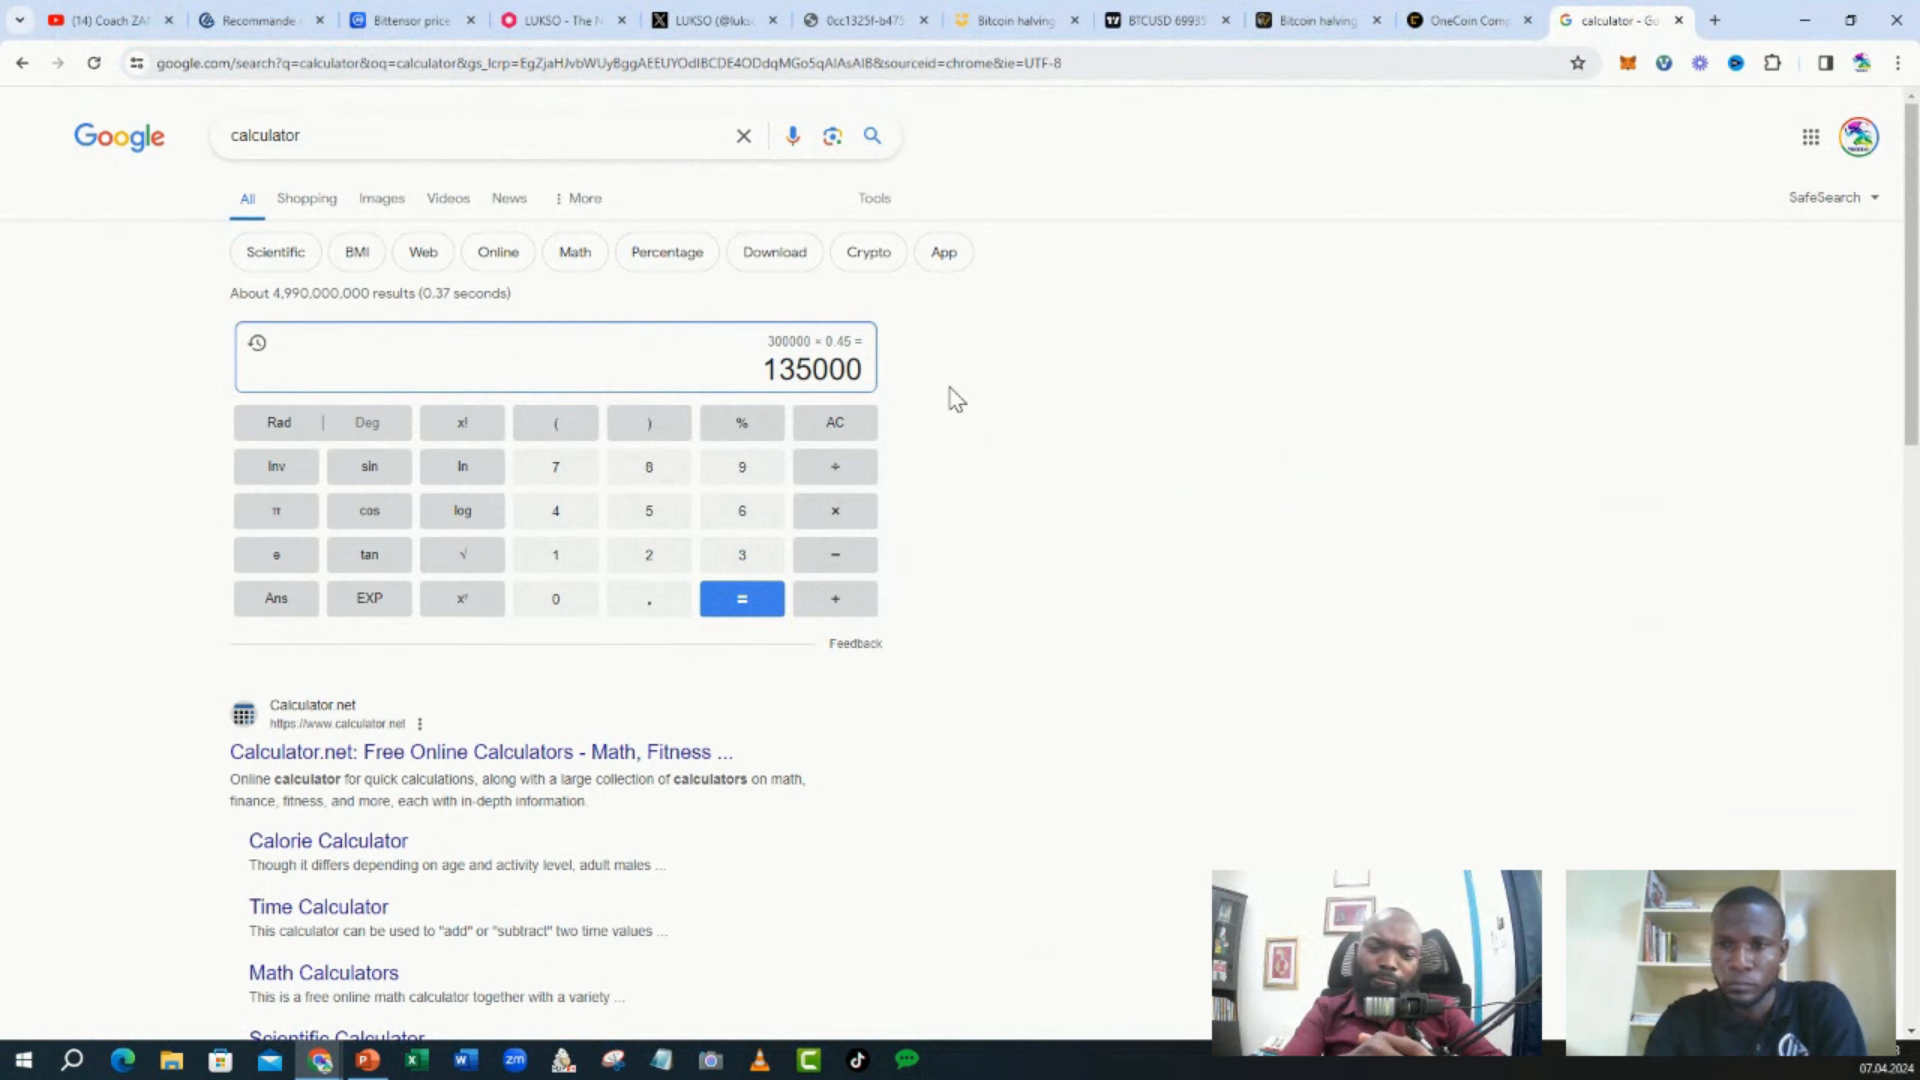 (14) Coach ZAI
Recommande
Bittensor price
LUKSO - The N
LUKSO (@lukso
0cc1325f-b475
Bitcoin halving
BTCUSD 69935
Bitcoin halving
OneCoin Comp
calculator - Go
google.com/search?q=calculator&oq=calculator&gs_lcrp=EgZjaHJvbWUyBggAEEUYOdIBCDE4ODdqMGo5qAIAsAIB&sourceid=chrome&ie=UTF-8
Google
calculator
All
Shopping
Images
Videos
News
More
Tools
SafeSearch
Scientific
BMI
Web
Online
Math
Percentage
Download
Crypto
App
About 4,990,000,000 results (0.37 seconds)
300000 × 0.45 =
135000
Rad | Deg x! ( ) % AC
Inv sin ln 7 8 9 ÷
π cos log 4 5 6 ×
e tan √ 1 2 3 −
Ans EXP xʸ 0 . = +
Feedback
Calculator.net
https://www.calculator.net
Calculator.net: Free Online Calculators - Math, Fitness ...
Online calculator for quick calculations, along with a large collection of calculators on math,
finance, fitness, and more, each with in-depth information.
Calorie Calculator
Though it differs depending on age and activity level, adult males ...
Time Calculator
This calculator can be used to "add" or "subtract" two time values ...
Math Calculators
This is a free online math calculator together with a variety ...
Scientific Calculator
07.04.2024